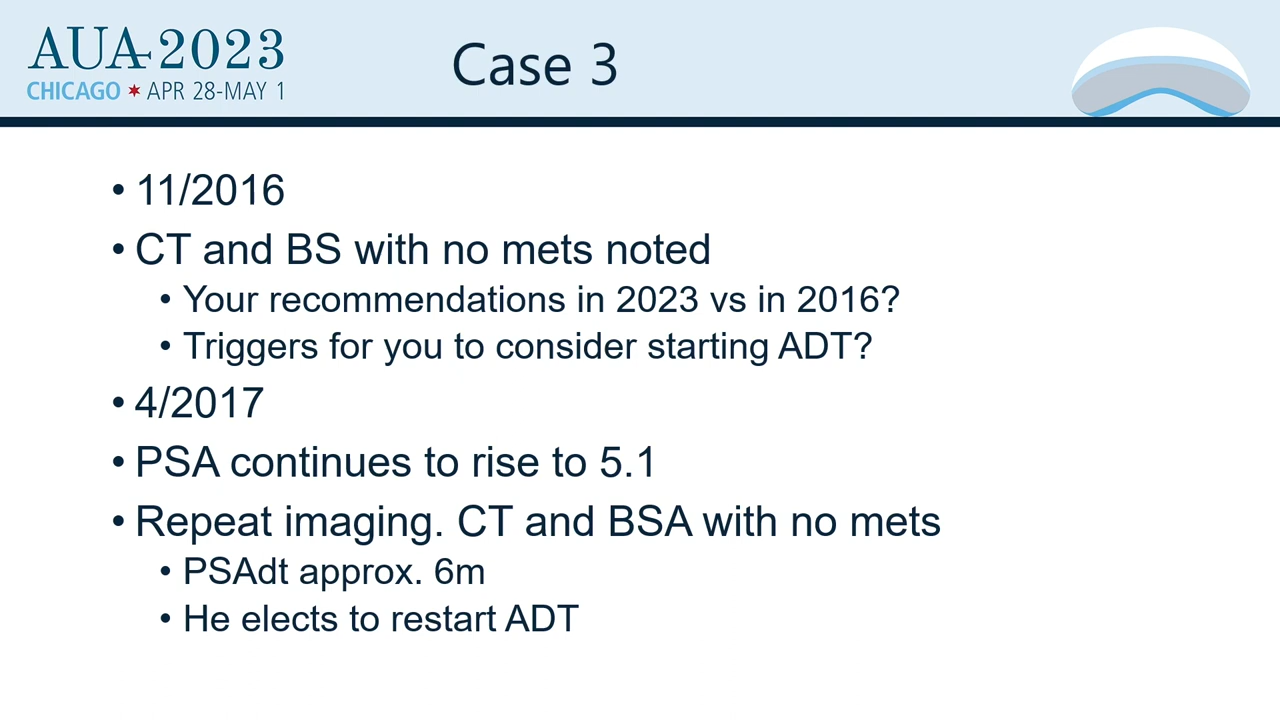 AUA 2023
CHICAGO ★ APR 28-MAY 1
Case 3
• 11/2016
• CT and BS with no mets noted
• Your recommendations in 2023 vs in 2016?
• Triggers for you to consider starting ADT?
• 4/2017
• PSA continues to rise to 5.1
• Repeat imaging. CT and BSA with no mets
• PSAdt approx. 6m
• He elects to restart ADT